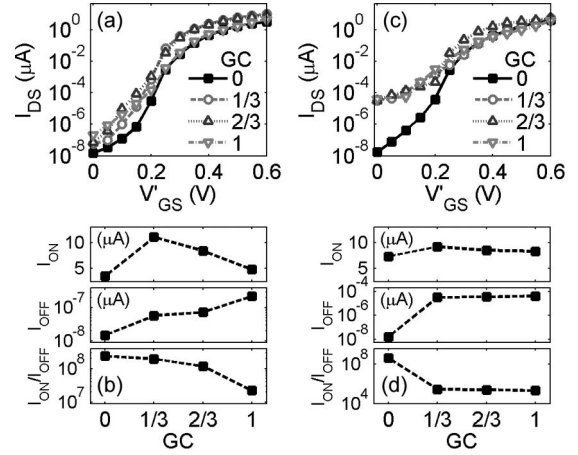 (a)
I_DS (μA)
10^0
10^-2
10^-4
10^-6
10^-8
GC
0
1/3
2/3
1
0.0 0.2 0.4 0.6
V'_GS (V)
(c)
I_DS (μA)
10^0
10^-2
10^-4
10^-6
10^-8
GC
0
1/3
2/3
1
0.0 0.2 0.4 0.6
V'_GS (V)
I_ON
(μA)
10
5
I_OFF
(μA)
10^-7
10^-8
I_ON/I_OFF
(b)
10^8
10^7
0 1/3 2/3 1
GC
I_ON
(μA)
10
5
I_OFF
(μA)
10^-4
10^-6
10^-8
I_ON/I_OFF
(d)
10^8
10^4
0 1/3 2/3 1
GC